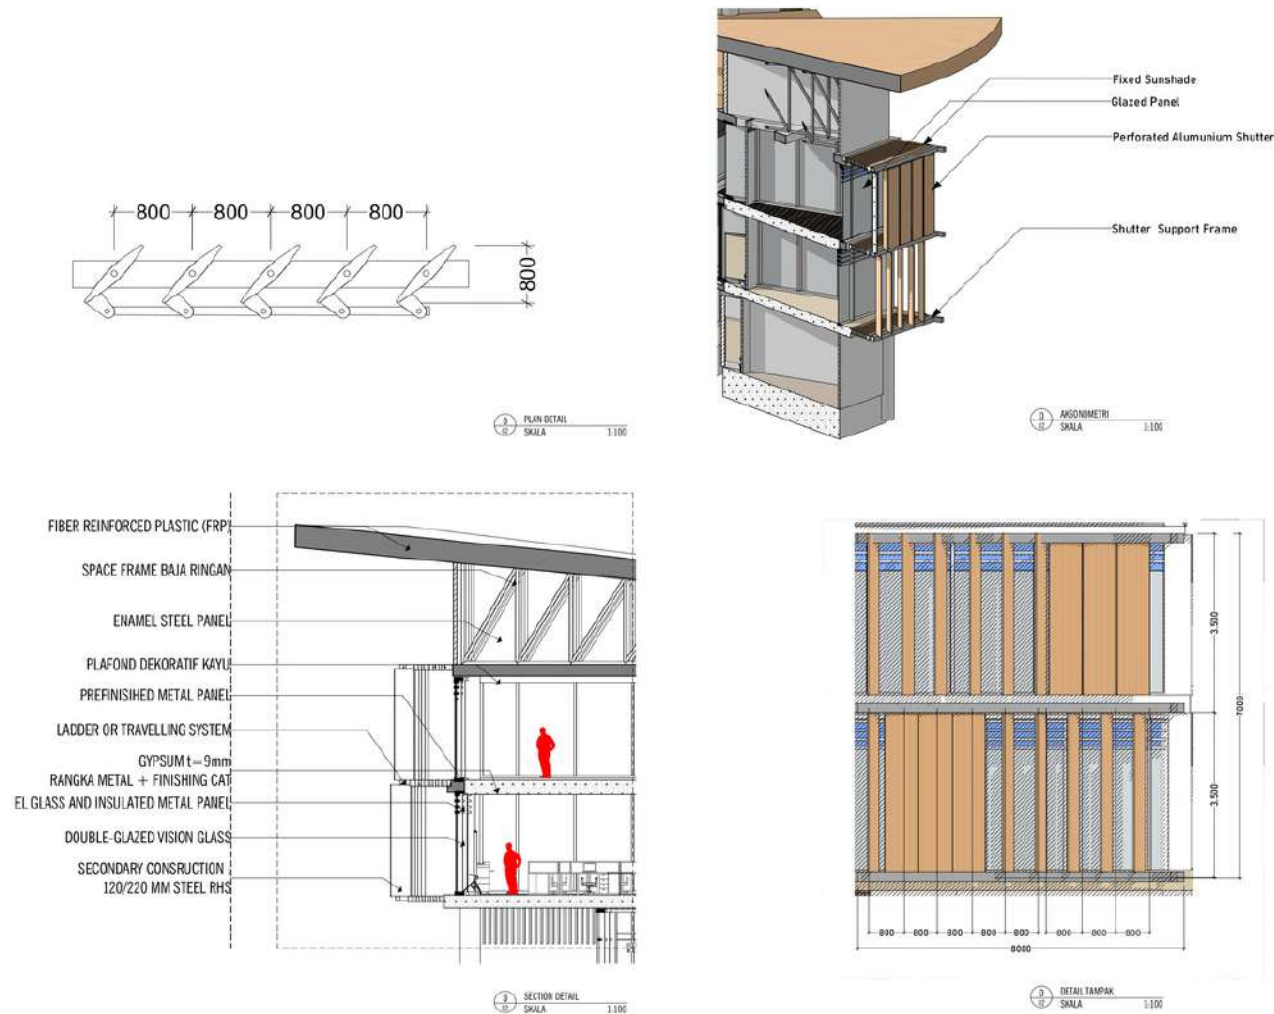 800 800 800 800
800
PLAN DETAIL
SKALA 1:100
Fixed Sunshade
Glazed Panel
Perforated Alumunium Shutter
Shutter Support Frame
AKSONIMETRI
SKALA 1:100
FIBER REINFORCED PLASTIC (FRP)
SPACE FRAME BAJA RINGAN
ENAMEL STEEL PANEL
PLAFOND DEKORATIF KAYU
PREFINISIHED METAL PANEL
LADDER OR TRAVELLING SYSTEM
GYPSUM t=9mm
RANGKA METAL + FINISHING CAT
EL GLASS AND INSULATED METAL PANEL
DOUBLE-GLAZED VISION GLASS
SECONDARY CONSRUCTION
120/220 MM STEEL RHS
SECTION DETAIL
SKALA 1:100
3.500
7000
3.500
800 800 800 800 800 800 800 800
8000
DETAIL TAMPAK
SKALA 1:100